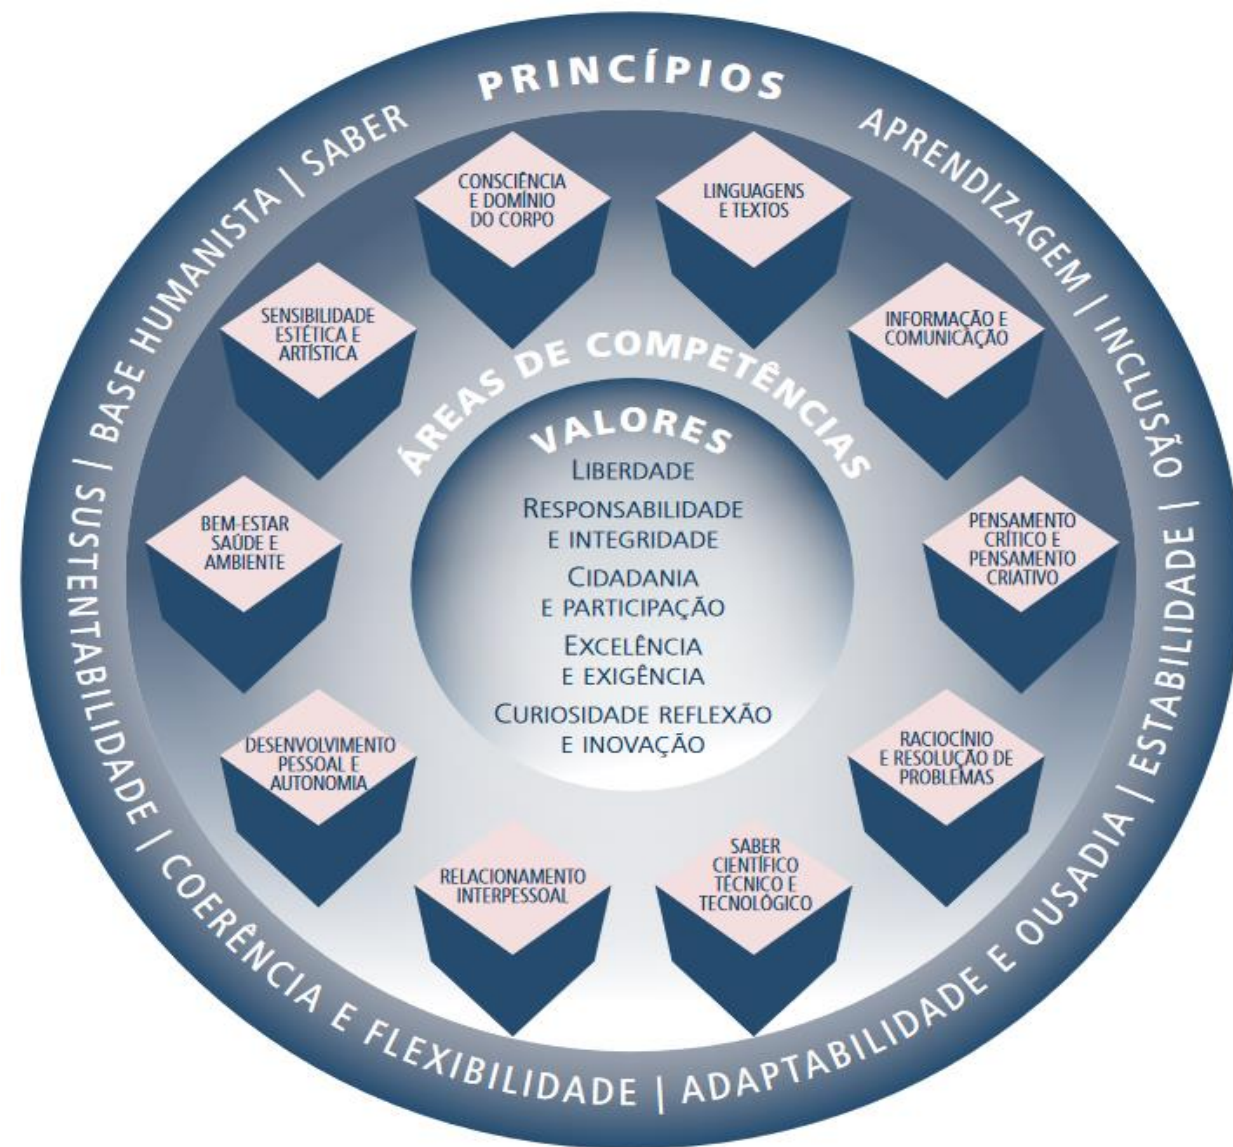 PRINCÍPIOS
APRENDIZAGEM | INCLUSÃO | ESTABILIDADE | ADAPTABILIDADE E OUSADIA | COERÊNCIA E FLEXIBILIDADE | SUSTENTABILIDADE | BASE HUMANISTA | SABER
ÁREAS DE COMPETÊNCIAS
LINGUAGENS
E TEXTOS
INFORMAÇÃO E
COMUNICAÇÃO
PENSAMENTO
CRÍTICO E
PENSAMENTO
CRIATIVO
RACIOCÍNIO
E RESOLUÇÃO DE
PROBLEMAS
SABER
CIENTÍFICO
TÉCNICO E
TECNOLÓGICO
RELACIONAMENTO
INTERPESSOAL
DESENVOLVIMENTO
PESSOAL E
AUTONOMIA
BEM-ESTAR
SAÚDE E
AMBIENTE
SENSIBILIDADE
ESTÉTICA E
ARTÍSTICA
CONSCIÊNCIA
E DOMÍNIO
DO CORPO
VALORES
LIBERDADE
RESPONSABILIDADE
E INTEGRIDADE
CIDADANIA
E PARTICIPAÇÃO
EXCELÊNCIA
E EXIGÊNCIA
CURIOSIDADE REFLEXÃO
E INOVAÇÃO